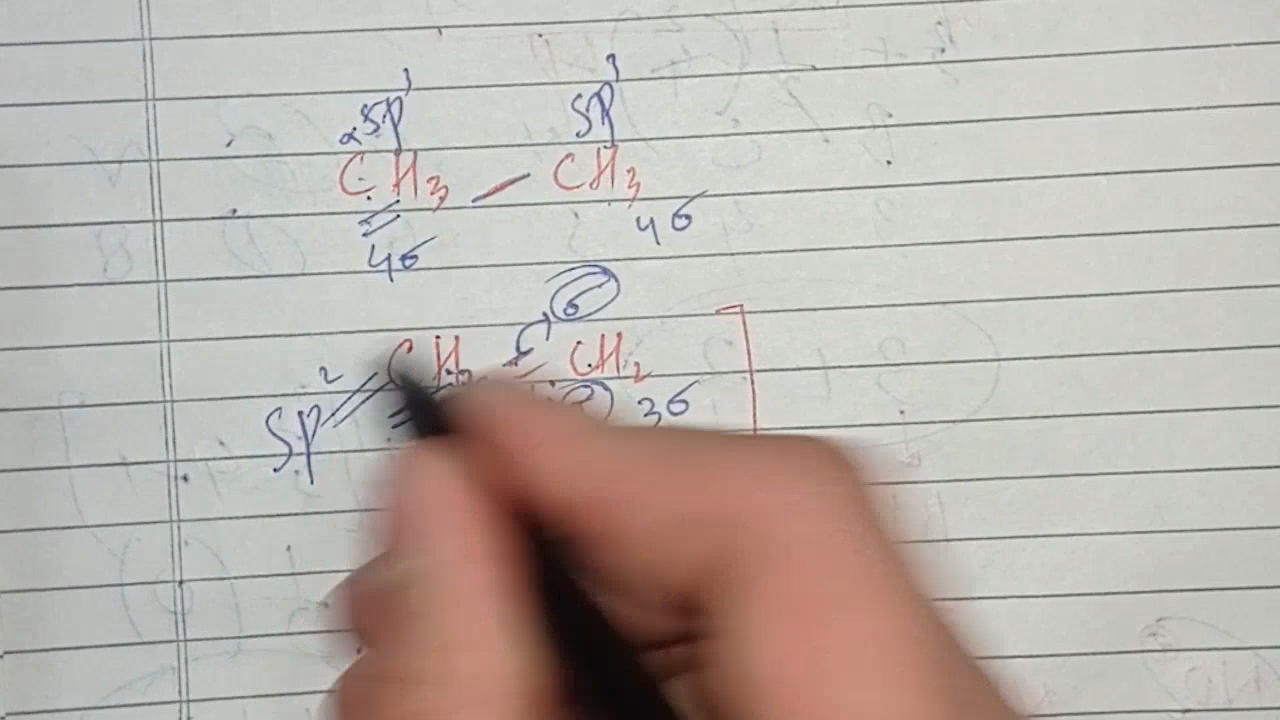 sp³ sp³
CH₃ — CH₃
4σ 4σ
σ
CH₂ = CH₂
sp² 3σ